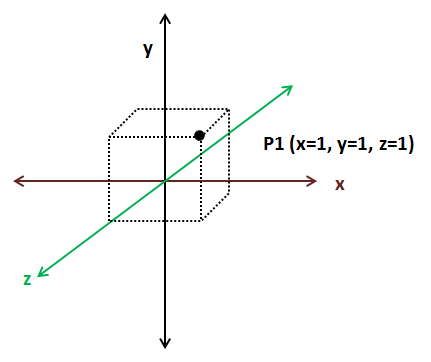 y
P1 (x=1, y=1, z=1)
x
z